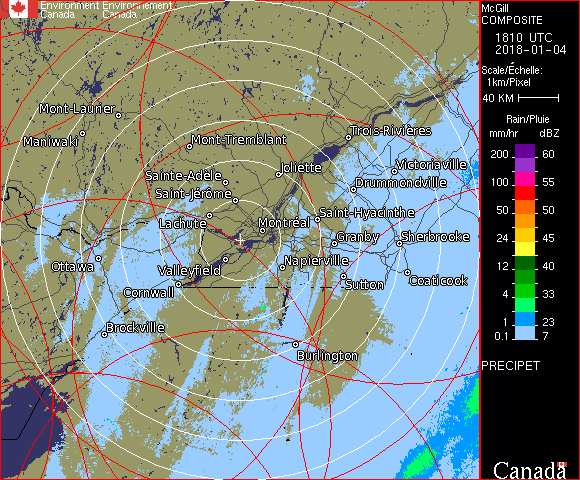 Environment Environnement
Canada Canada
McGill
COMPOSITE
1810 UTC
2018-01-04
Scale/Échelle:
1km/Pixel
40 KM
Rain/Pluie
mm/hr dBZ
200 60
100 55
50 50
24 45
12 40
4 33
1 23
0.1 7
PRECIPET
Canada
Mont-Laurier
Maniwaki
Mont-Tremblant
Trois-Rivières
Sainte-Adèle
Joliette
Victoriaville
Saint-Jérôme
Drummondville
Lachute
Montréal
Saint-Hyacinthe
Granby
Sherbrooke
Ottawa
Valleyfield
Napierville
Cornwall
Sutton
Coaticook
Brockville
Burlington